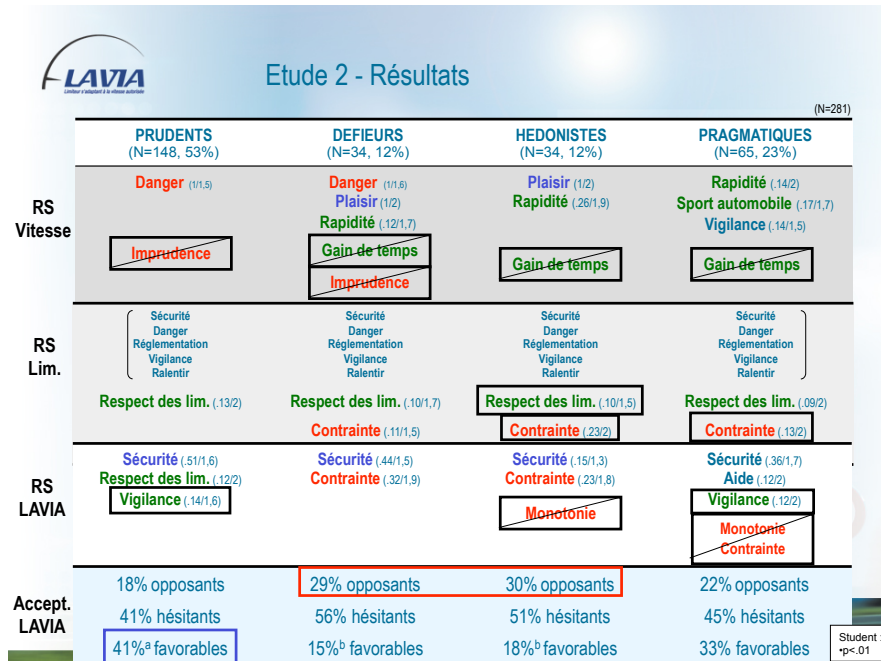 LAVIA
Limiteur s'adaptant à la vitesse autorisée
Etude 2 - Résultats
(N=281)
PRUDENTS DEFIEURS HEDONISTES PRAGMATIQUES
(N=148, 53%) (N=34, 12%) (N=34, 12%) (N=65, 23%)
RS
Vitesse
Danger (1/1,5) Danger (1/1,6) Plaisir (1/2) Rapidité (.14/2)
Plaisir (1/2) Rapidité (.26/1,9) Sport automobile (.17/1,7)
Rapidité (.12/1,7) Vigilance (.14/1,5)
Imprudence Gain de temps Gain de temps Gain de temps
Imprudence
RS
Lim.
Sécurité Sécurité Sécurité Sécurité
Danger Danger Danger Danger
Réglementation Réglementation Réglementation Réglementation
Vigilance Vigilance Vigilance Vigilance
Ralentir Ralentir Ralentir Ralentir
Respect des lim. (.13/2) Respect des lim. (.10/1,7) Respect des lim. (.10/1,5) Respect des lim. (.09/2)
Contrainte (.11/1,5) Contrainte (.23/2) Contrainte (.13/2)
RS
LAVIA
Sécurité (.51/1,6) Sécurité (.44/1,5) Sécurité (.15/1,3) Sécurité (.36/1,7)
Respect des lim. (.12/2) Contrainte (.32/1,9) Contrainte (.23/1,8) Aide (.12/2)
Vigilance (.14/1,6) Monotonie Vigilance (.12/2)
Monotonie
Contrainte
Accept.
LAVIA
18% opposants 29% opposants 30% opposants 22% opposants
41% hésitants 56% hésitants 51% hésitants 45% hésitants
41%a favorables 15%b favorables 18%b favorables 33% favorables
Student :
•p<.01